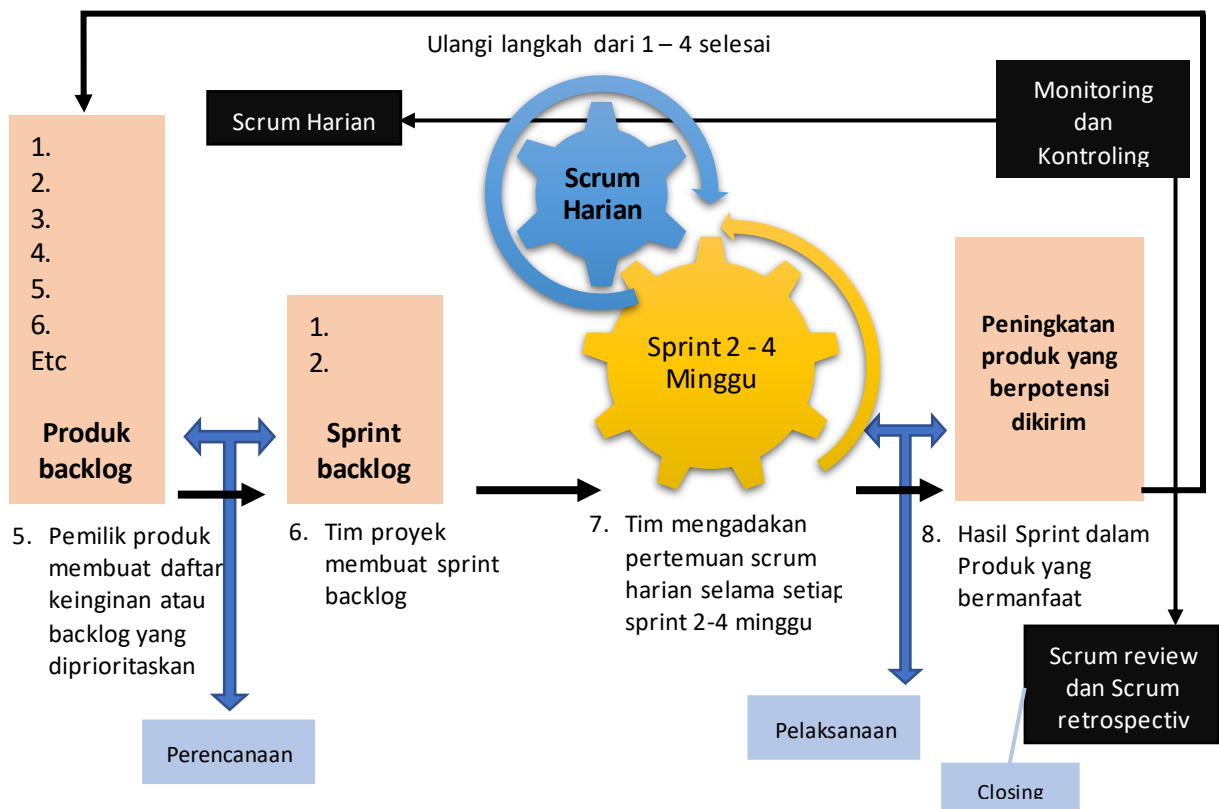 Ulangi langkah dari 1 – 4 selesai
Scrum Harian
Monitoring
dan
Kontroling
1.
2.
3.
4.
5.
6.
Etc
Produk
backlog
1.
2.
Sprint
backlog
Scrum
Harian
Sprint 2 - 4
Minggu
Peningkatan
produk yang
berpotensi
dikirim
5. Pemilik produk
membuat daftar
keinginan atau
backlog yang
diprioritaskan
6. Tim proyek
membuat sprint
backlog
7. Tim mengadakan
pertemuan scrum
harian selama setiap
sprint 2-4 minggu
8. Hasil Sprint dalam
Produk yang
bermanfaat
Scrum review
dan Scrum
retrospectiv
Perencanaan
Pelaksanaan
Closing